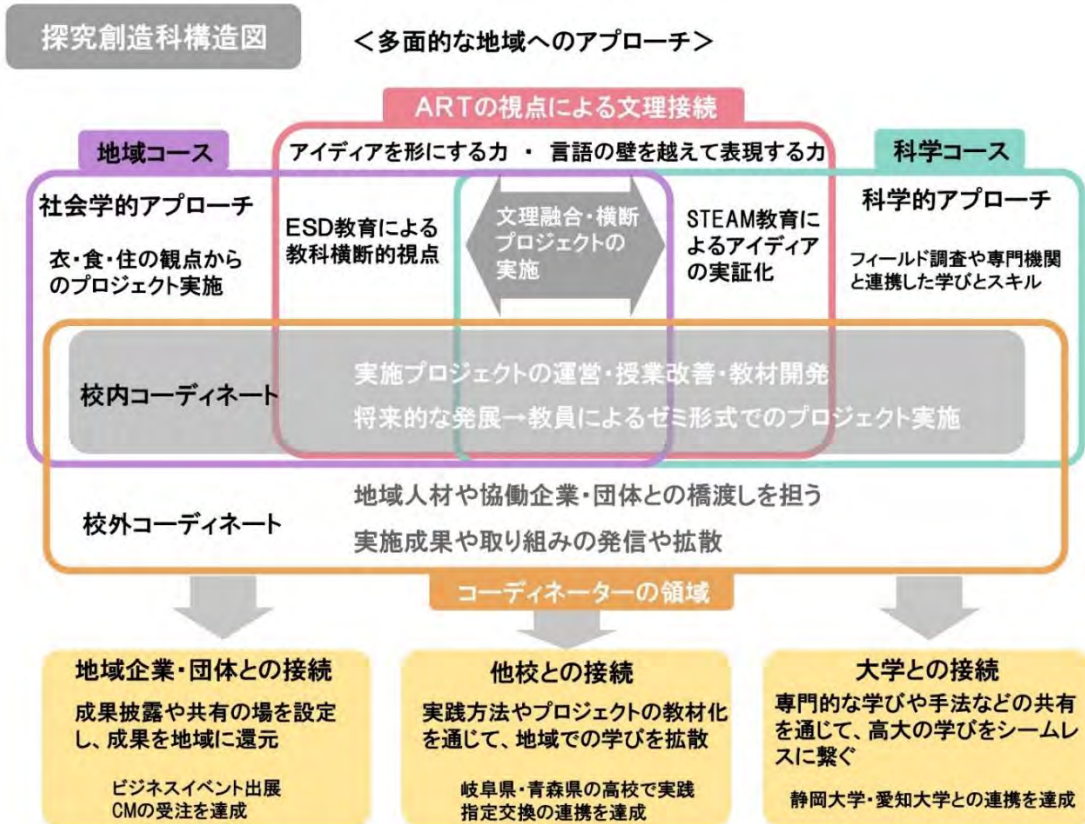 探究創造科構造図
＜多面的な地域へのアプローチ＞
ARTの視点による文理接続
地域コース
アイディアを形にする力 ・ 言語の壁を越えて表現する力
科学コース
社会学的アプローチ
衣・食・住の観点から
のプロジェクト実施
ESD教育による
教科横断的視点
文理融合・横断
プロジェクトの
実施
STEAM教育に
よるアイディア
の実証化
科学的アプローチ
フィールド調査や専門機関
と連携した学びとスキル
校内コーディネート
実施プロジェクトの運営・授業改善・教材開発
将来的な発展→教員によるゼミ形式でのプロジェクト実施
校外コーディネート
地域人材や協働企業・団体との橋渡しを担う
実施成果や取り組みの発信や拡散
コーディネーターの領域
地域企業・団体との接続
成果披露や共有の場を設定
し、成果を地域に還元
ビジネスイベント出展
CMの受注を達成
他校との接続
実践方法やプロジェクトの教材化
を通じて、地域での学びを拡散
岐阜県・青森県の高校で実践
指定交換の連携を達成
大学との接続
専門的な学びや手法などの共有
を通じて、高大の学びをシームレ
スに繋ぐ
静岡大学・愛知大学との連携を達成